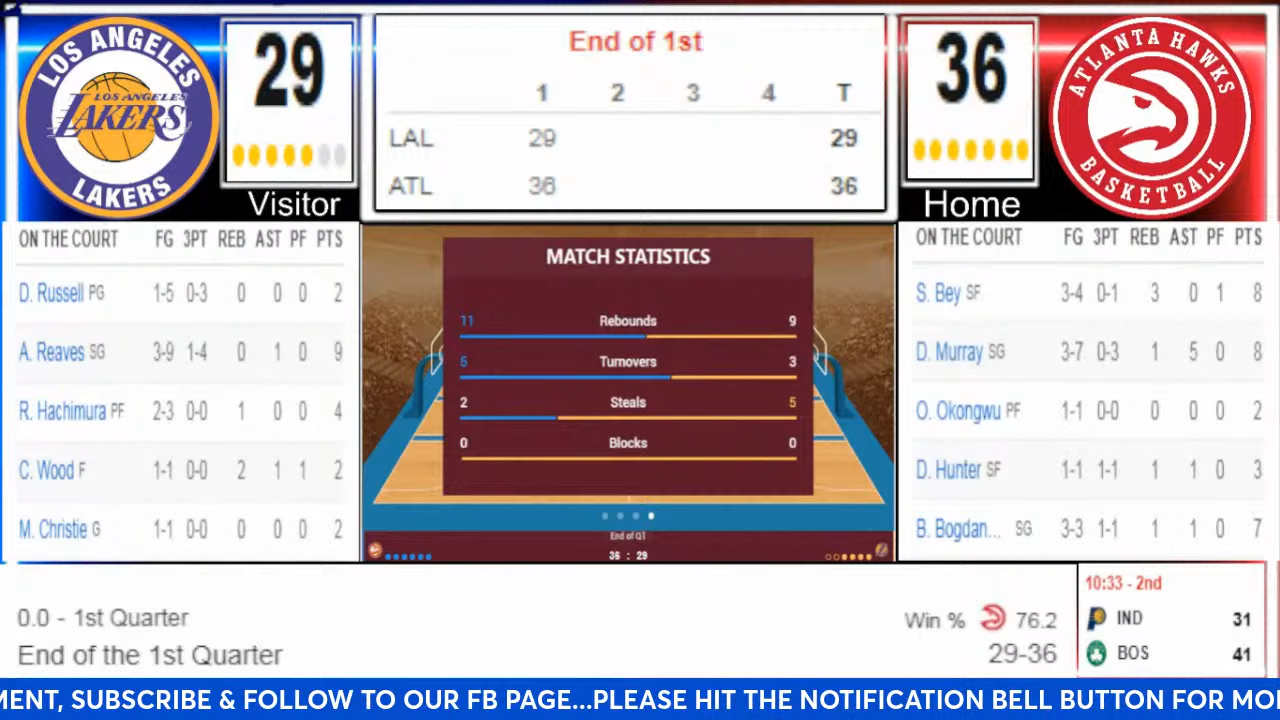 LOS ANGELES
LOS ANGELES
LAKERS
LAKERS
29
Visitor
End of 1st
1 2 3 4 T
LAL 29 29
ATL 36 36
36
Home
ATLANTA HAWKS
BASKETBALL
ON THE COURT FG 3PT REB AST PF PTS
D. Russell PG 1-5 0-3 0 0 0 2
A. Reaves SG 3-9 1-4 0 1 0 9
R. Hachimura PF 2-3 0-0 1 0 0 4
C. Wood F 1-1 0-0 2 1 1 2
M. Christie G 1-1 0-0 0 0 0 2
MATCH STATISTICS
11 Rebounds 9
5 Turnovers 3
2 Steals 5
0 Blocks 0
End of Q1
36 : 29
ON THE COURT FG 3PT REB AST PF PTS
S. Bey SF 3-4 0-1 3 0 1 8
D. Murray SG 3-7 0-3 1 5 0 8
O. Okongwu PF 1-1 0-0 0 0 0 2
D. Hunter SF 1-1 1-1 1 1 0 3
B. Bogdan... SG 3-3 1-1 1 1 0 7
0.0 - 1st Quarter
End of the 1st Quarter
Win % 76.2
29-36
10:33 - 2nd
IND 31
BOS 41
MENT, SUBSCRIBE & FOLLOW TO OUR FB PAGE...PLEASE HIT THE NOTIFICATION BELL BUTTON FOR MO